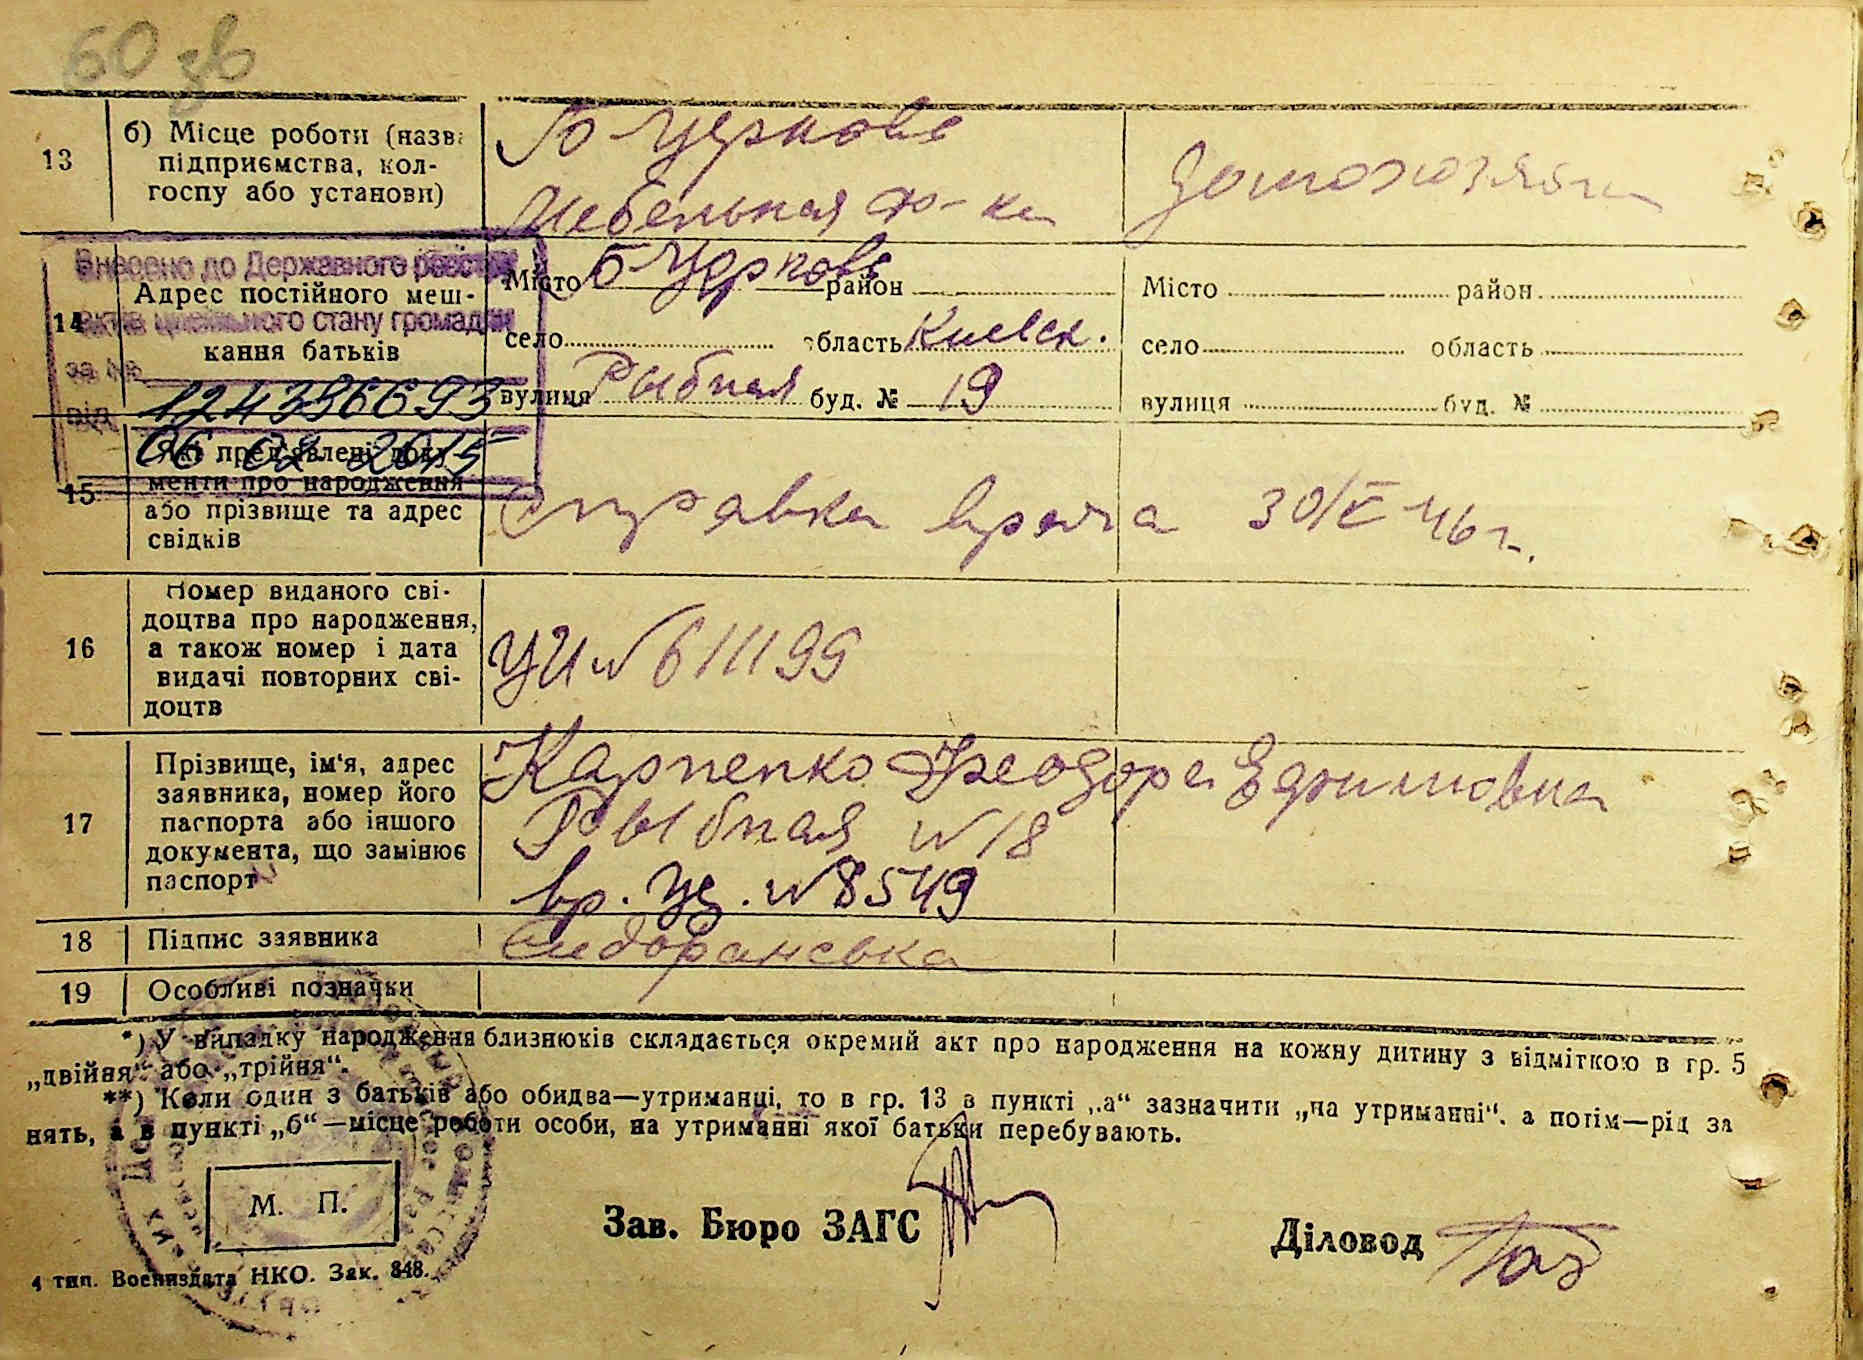 60 зв
13
б) Місце роботи (назва
підприємства, кол-
госпу або установи)
Б Церковь
Мебельная ф-ка
Домохозяйка
Внесено до Державного реєстру
актів цивільного стану громадян
за №
124396693
від
06 02 2015
14
Адрес постійного меш-
кання батьків
Місто Б Церковь район
село область Киевск.
вулиця Рыбная буд. № 19
Місто район
село область
вулиця буд. №
15
Які пред'явлені доку-
менти про народження
або прізвище та адрес
свідків
Справка врача 30/V 46 г.
16
Номер виданого сві-
доцтва про народження,
а також номер і дата
видачі повторних сві-
доцтв
УИ № 611199
17
Прізвище, ім'я, адрес
заявника, номер його
паспорта або іншого
документа, що замінює
паспорт
Карпенко Феодора Ефимовна
Рыбная № 18
вр. уд. № 8549
18
Підпис заявника
19
Особливі позначки
*) У випадку народження близнюків складається окремий акт про народження на кожну дитину з відміткою в гр. 5
„двійня“ або „трійня“.
**) Коли один з батьків або обидва—утриманці, то в гр. 13 в пункті „а“ зазначити „на утриманні“, а потім—рід за
нять, а в пункті „б“—місце роботи особи, на утриманні якої батьки перебувають.
М. П.
Зав. Бюро ЗАГС
Діловод
4 тип. Воениздата НКО. Зак. 848.